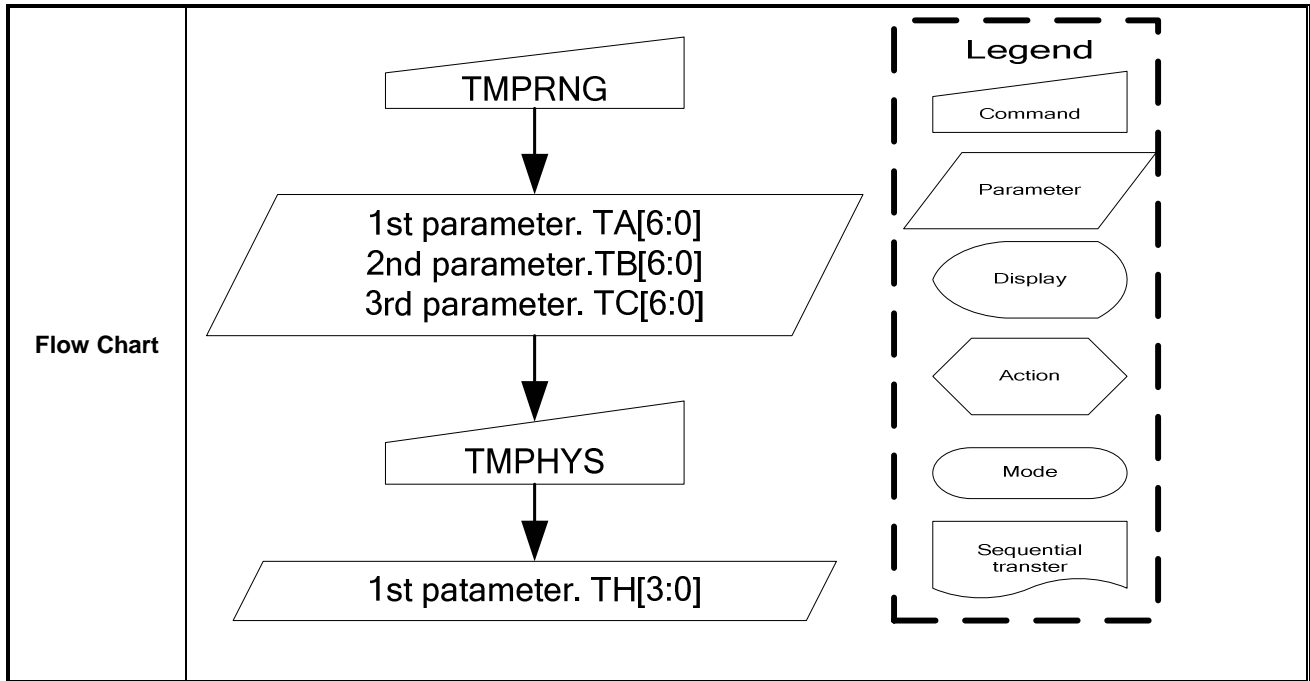 Flow Chart
TMPRNG
1st parameter. TA[6:0]
2nd parameter.TB[6:0]
3rd parameter. TC[6:0]
TMPHYS
1st patameter. TH[3:0]
Legend
Command
Parameter
Display
Action
Mode
Sequential
transter